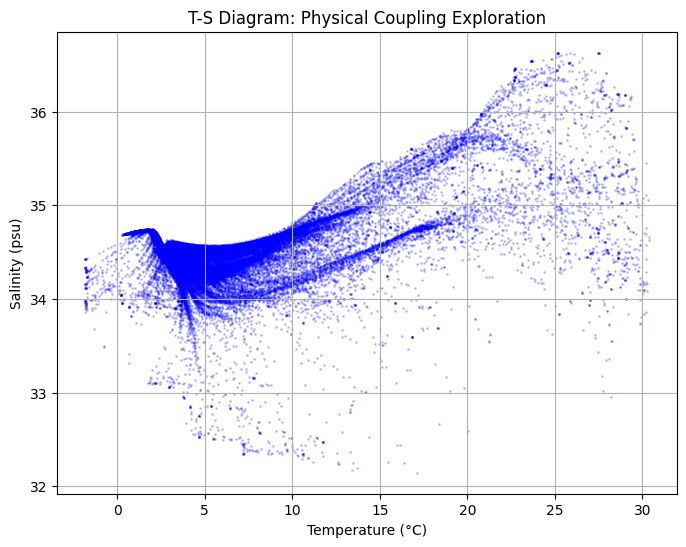 T-S Diagram: Physical Coupling Exploration
Salinity (psu)
36
35
34
33
32
0 5 10 15 20 25 30
Temperature (°C)